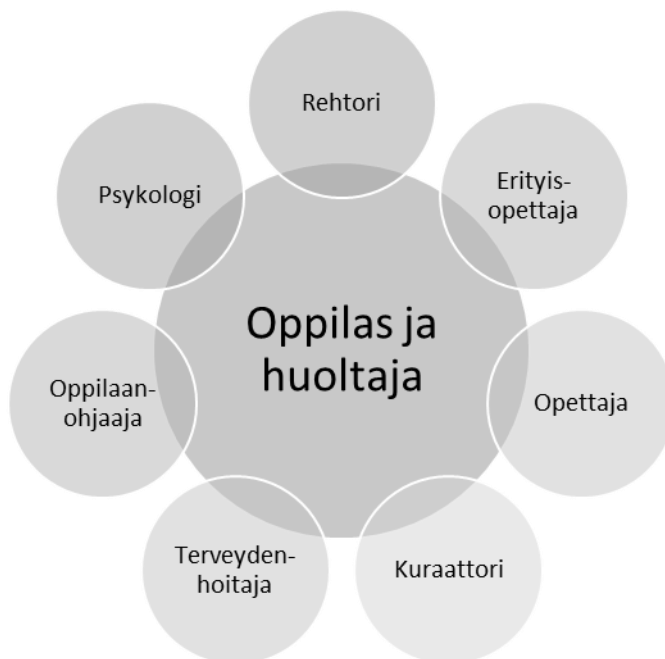 Rehtori
Erityis-
opettaja
Opettaja
Kuraattori
Terveyden-
hoitaja
Oppilaan-
ohjaaja
Psykologi
Oppilas ja
huoltaja